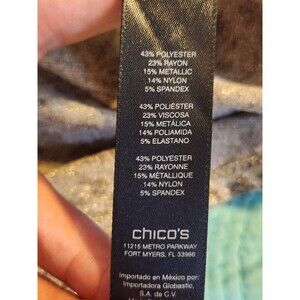 43% POLYESTER
23% RAYON
15% METALLIC
14% NYLON
5% SPANDEX
43% POLIÉSTER
23% VISCOSA
15% METÁLICA
14% POLIAMIDA
5% ELASTANO
43% POLYESTER
23% RAYONNE
15% MÉTALLIQUE
14% NYLON
5% SPANDEX
chico's
11215 METRO PARKWAY
FORT MYERS, FL 33966
Importado en México por:
Importadora Globastic,
S.A. de C.V.